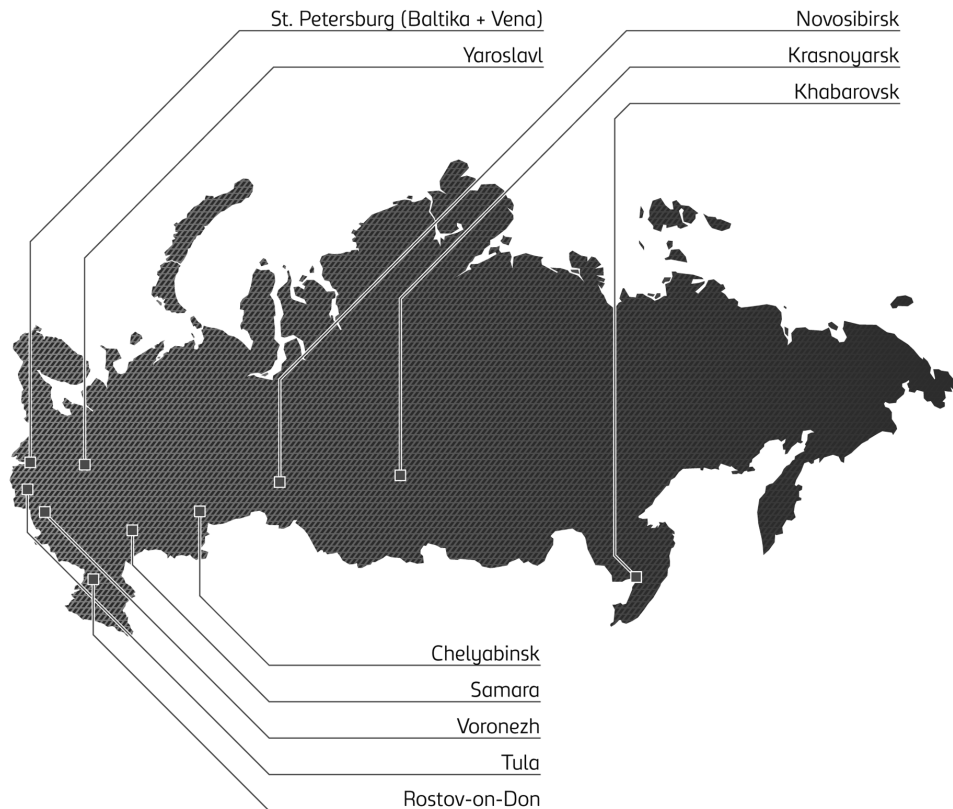 St. Petersburg (Baltika + Vena)
Yaroslavl
Novosibirsk
Krasnoyarsk
Khabarovsk
Chelyabinsk
Samara
Voronezh
Tula
Rostov-on-Don